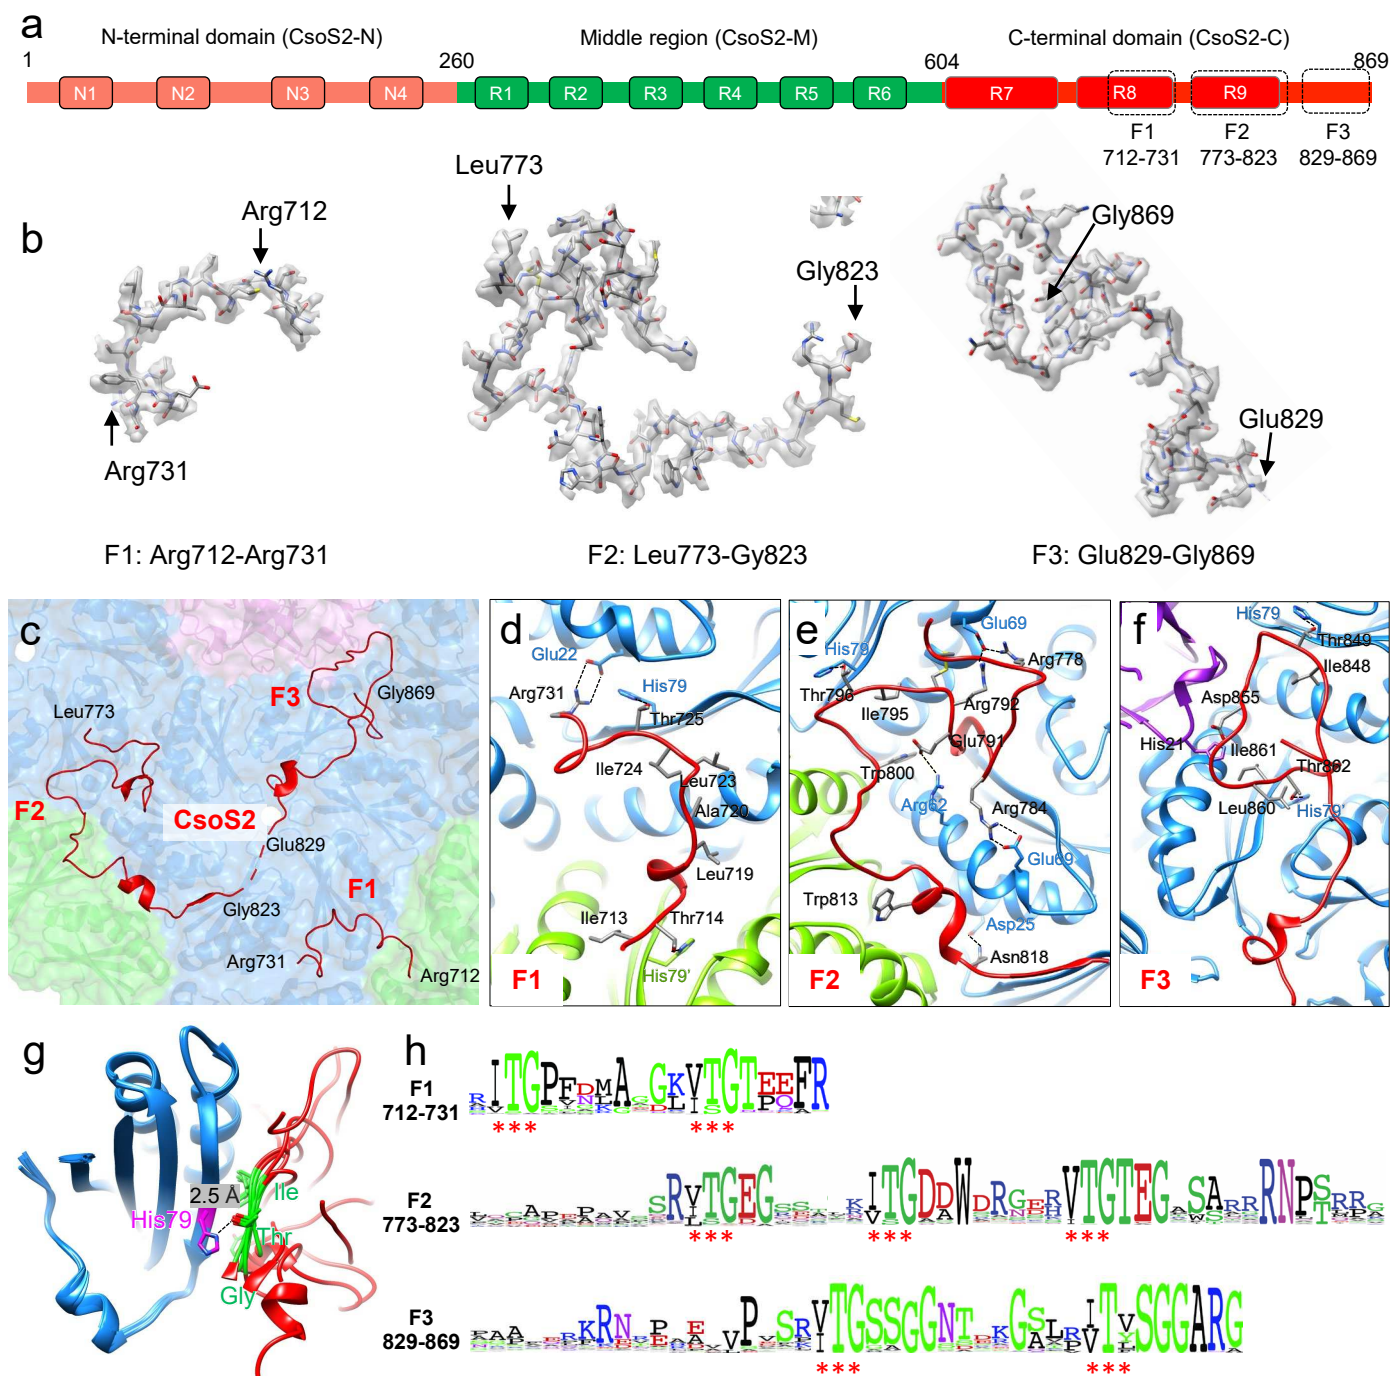 a
N-terminal domain (CsoS2-N)
Middle region (CsoS2-M)
C-terminal domain (CsoS2-C)
1
260
604
869
N1
N2
N3
N4
R1
R2
R3
R4
R5
R6
R7
R8
R9
F1
F2
F3
712-731
773-823
829-869
b
Arg712
Arg731
Leu773
Gly823
Gly869
Glu829
F1: Arg712-Arg731
F2: Leu773-Gy823
F3: Glu829-Gly869
c
Leu773
F3
Gly869
F2
CsoS2
Glu829
F1
Gly823
Arg731
Arg712
d
Glu22
Arg731
His79
Thr725
Ile724
Leu723
Ala720
Leu719
Ile713
Thr714
His79'
F1
e
Glu69
His79
Arg778
Thr796
Ile795
Arg792
Glu791
Trp800
Arg62
Arg784
Glu69
Trp813
Asp25
Asn818
F2
f
His79
Thr849
Ile848
Asp855
His21
Ile861
Thr862
Leu860
His79'
F3
g
2.5 Å
His79
Ile
Thr
Gly
h
F1
712-731
***
***
F2
773-823
***
***
***
F3
829-869
***
***